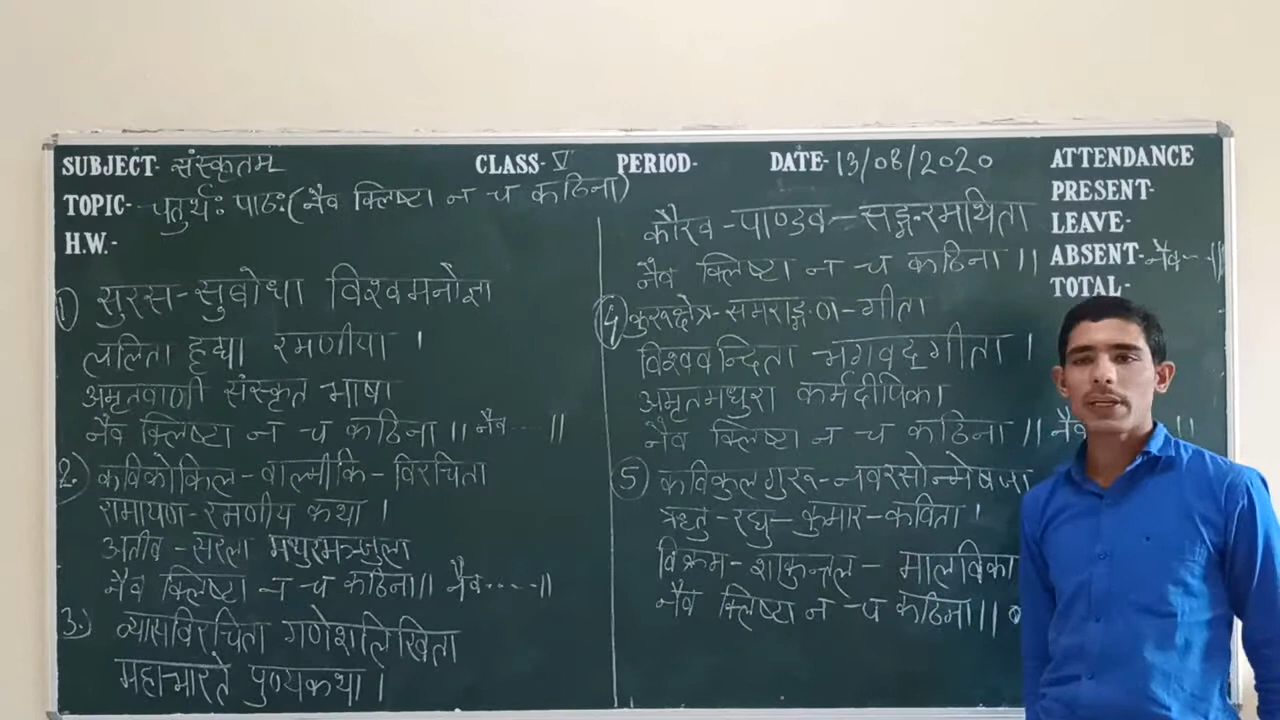 SUBJECT- संस्कृतम CLASS- V PERIOD- DATE- 13/08/2020
TOPIC- चतुर्थः पाठः (नैव क्लिष्टा न च कठिना)
H.W.-
ATTENDANCE
PRESENT-
LEAVE-
ABSENT-
TOTAL-
1) सुरस-सुबोधा विश्वमनोज्ञा
ललिता हृद्या रमणीया ।
अमृतवाणी संस्कृत भाषा
नैव क्लिष्टा न च कठिना ।। नैव .... ।।
2.) कविकोकिल-वाल्मीकि-विरचिता
रामायण-रमणीय कथा ।
अतीव-सरला मधुरमञ्जुला
नैव क्लिष्टा न च कठिना।। नैव.....।।
3.) व्यासविरचिता गणेशलिखिता
महाभारते पुण्यकथा ।
कौरव-पाण्डव-सङ्गरमथिता
नैव क्लिष्टा न च कठिना ।। नैव...।।
4 कुरूक्षेत्र-समराङ्गण-गीता
विश्ववन्दिता भगवद्गीता ।
अमृतमधुरा कर्मदीपिका
नैव क्लिष्टा न च कठिना ।। नैव ।।
5 कविकुलगुरू-नवरसोन्मेषजा
ऋतु-रघु-कुमार-कविता ।
विक्रम-शाकुन्तल-मालविका
नैव क्लिष्टा न च कठिना ।।